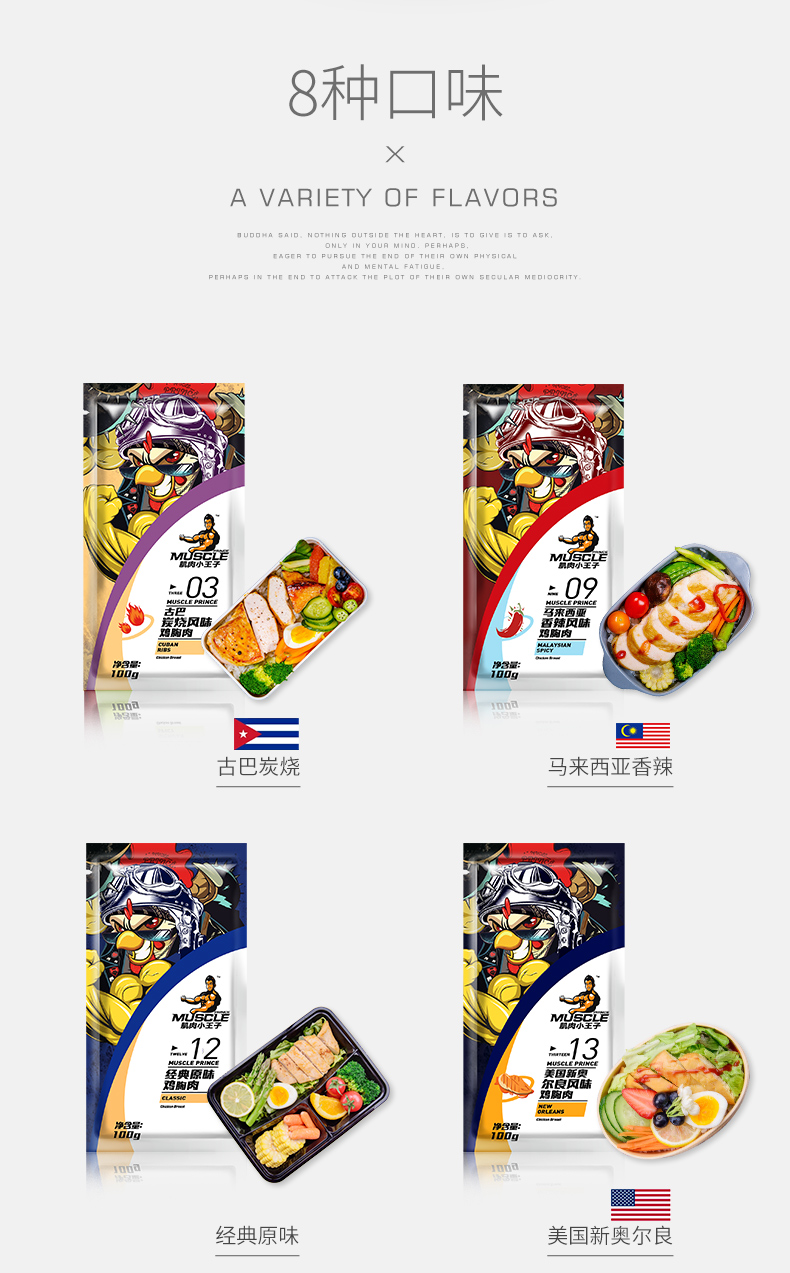 8种口味
×
A VARIETY OF FLAVORS
BUDDHA SAID, NOTHING OUTSIDE THE HEART. IS TO GIVE IS TO ASK,
ONLY IN YOUR MIND. PERHAPS,
EAGER TO PURSUE THE END OF THEIR OWN PHYSICAL
AND MENTAL FATIGUE,
PERHAPS IN THE END TO ATTACK THE PLOT OF THEIR OWN SECULAR MEDIOCRITY.
MUSCLE
肌肉小王子
THREE 03
MUSCLE PRINCE
古巴
炭烧风味
鸡胸肉
CUBAN
RIBS
Chicken Breast
净含量:
100g
古巴炭烧
MUSCLE
肌肉小王子
NINE 09
MUSCLE PRINCE
马来西亚
香辣风味
鸡胸肉
MALAYSIAN
SPICY
Chicken Breast
净含量:
100g
马来西亚香辣
MUSCLE
肌肉小王子
TWELVE 12
MUSCLE PRINCE
经典原味
鸡胸肉
CLASSIC
Chicken Breast
净含量:
100g
经典原味
MUSCLE
肌肉小王子
THIRTEEN 13
MUSCLE PRINCE
美国新奥
尔良风味
鸡胸肉
NEW
ORLEANS
Chicken Breast
净含量:
100g
美国新奥尔良